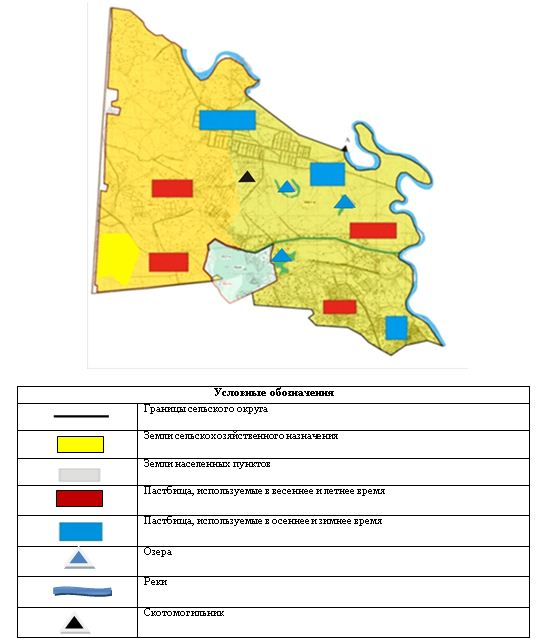 Условные обозначения
Границы сельского округа
Земли сельскохозяйственного назначения
Земли населенных пунктов
Пастбища, используемые в весеннее и летнее время
Пастбища, используемые в осеннее и зимнее время
Озера
Реки
Скотомогильник